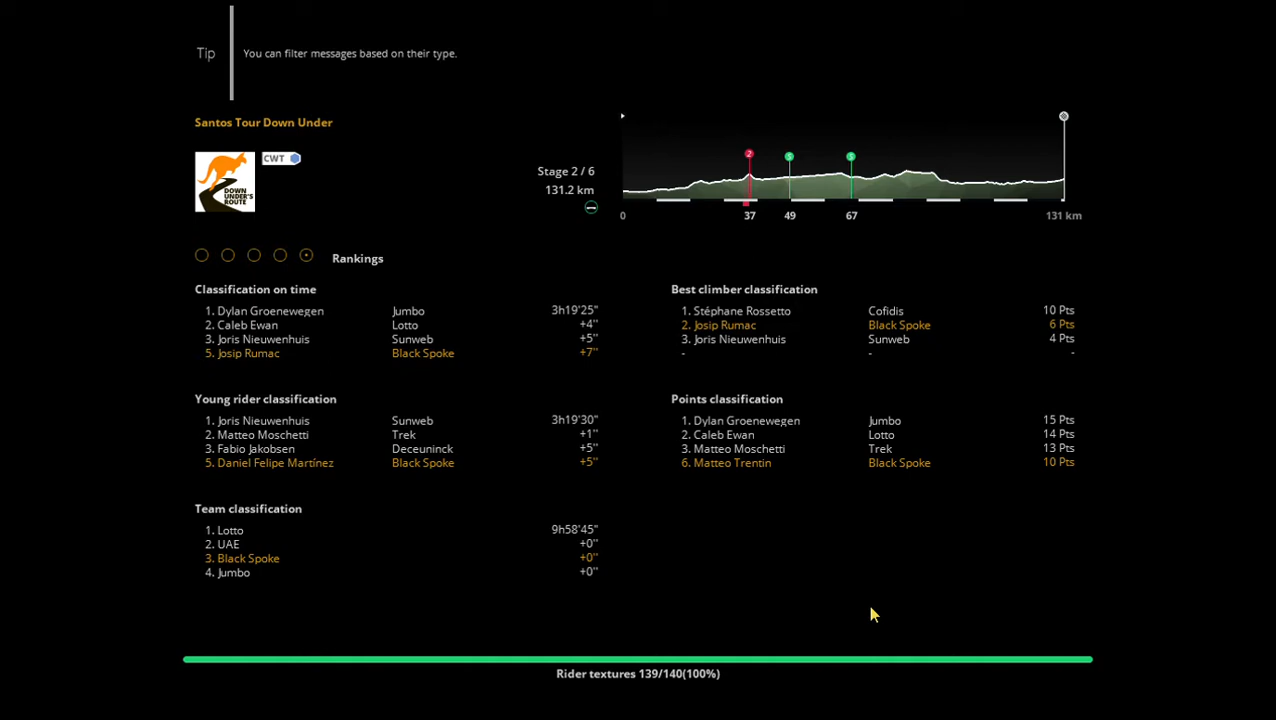 Tip
You can filter messages based on their type.
Santos Tour Down Under
CWT
DOWN
UNDER'S
ROUTE
Stage 2 / 6
131.2 km
2
S
S
0
37
49
67
131 km
Rankings
Classification on time
1. Dylan Groenewegen Jumbo 3h19'25"
2. Caleb Ewan Lotto +4"
3. Joris Nieuwenhuis Sunweb +5"
5. Josip Rumac Black Spoke +7"
Best climber classification
1. Stéphane Rossetto Cofidis 10 Pts
2. Josip Rumac Black Spoke 6 Pts
3. Joris Nieuwenhuis Sunweb 4 Pts
- - -
Young rider classification
1. Joris Nieuwenhuis Sunweb 3h19'30"
2. Matteo Moschetti Trek +1"
3. Fabio Jakobsen Deceuninck +5"
5. Daniel Felipe Martínez Black Spoke +5"
Points classification
1. Dylan Groenewegen Jumbo 15 Pts
2. Caleb Ewan Lotto 14 Pts
3. Matteo Moschetti Trek 13 Pts
6. Matteo Trentin Black Spoke 10 Pts
Team classification
1. Lotto 9h58'45"
2. UAE +0"
3. Black Spoke +0"
4. Jumbo +0"
Rider textures 139/140(100%)